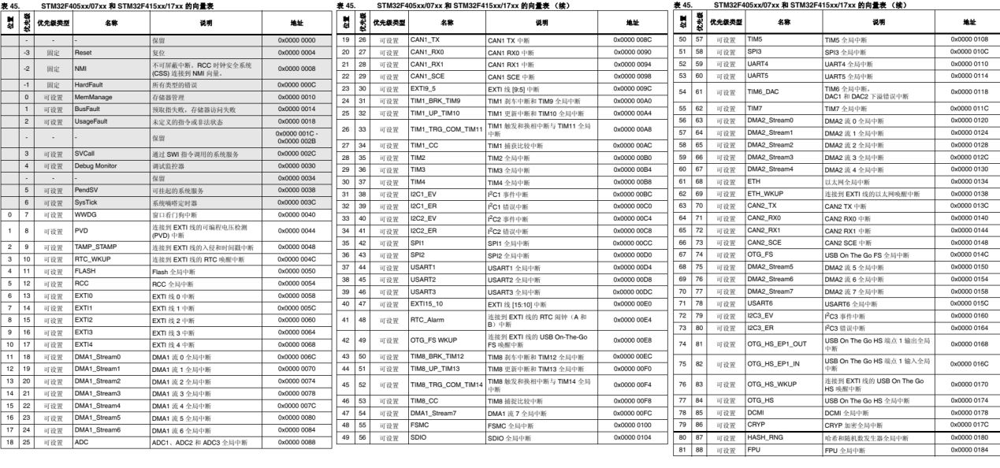 表 45. STM32F405xx/07xx 和 STM32F415xx/17xx 的向量表
位置 优先级 优先级类型 名称 说明 地址
- - - 保留 0x0000 0000
-3 固定 Reset 复位 0x0000 0004
-2 固定 NMI 不可屏蔽中断。RCC 时钟安全系统
(CSS) 连接到 NMI 向量。 0x0000 0008
-1 固定 HardFault 所有类型的错误 0x0000 000C
0 可设置 MemManage 存储器管理 0x0000 0010
1 可设置 BusFault 预取指失败，存储器访问失败 0x0000 0014
2 可设置 UsageFault 未定义的指令或非法状态 0x0000 0018
- - - 保留 0x0000 001C -
0x0000 002B
3 可设置 SVCall 通过 SWI 指令调用的系统服务 0x0000 002C
4 可设置 Debug Monitor 调试监控器 0x0000 0030
- - - 保留 0x0000 0034
5 可设置 PendSV 可挂起的系统服务 0x0000 0038
6 可设置 SysTick 系统嘀嗒定时器 0x0000 003C
0 7 可设置 WWDG 窗口看门狗中断 0x0000 0040
1 8 可设置 PVD 连接到 EXTI 线的可编程电压检测
(PVD) 中断 0x0000 0044
2 9 可设置 TAMP_STAMP 连接到 EXTI 线的入侵和时间戳中断 0x0000 0048
3 10 可设置 RTC_WKUP 连接到 EXTI 线的 RTC 唤醒中断 0x0000 004C
4 11 可设置 FLASH Flash 全局中断 0x0000 0050
5 12 可设置 RCC RCC 全局中断 0x0000 0054
6 13 可设置 EXTI0 EXTI 线 0 中断 0x0000 0058
7 14 可设置 EXTI1 EXTI 线 1 中断 0x0000 005C
8 15 可设置 EXTI2 EXTI 线 2 中断 0x0000 0060
9 16 可设置 EXTI3 EXTI 线 3 中断 0x0000 0064
10 17 可设置 EXTI4 EXTI 线 4 中断 0x0000 0068
11 18 可设置 DMA1_Stream0 DMA1 流 0 全局中断 0x0000 006C
12 19 可设置 DMA1_Stream1 DMA1 流 1 全局中断 0x0000 0070
13 20 可设置 DMA1_Stream2 DMA1 流 2 全局中断 0x0000 0074
14 21 可设置 DMA1_Stream3 DMA1 流 3 全局中断 0x0000 0078
15 22 可设置 DMA1_Stream4 DMA1 流 4 全局中断 0x0000 007C
16 23 可设置 DMA1_Stream5 DMA1 流 5 全局中断 0x0000 0080
17 24 可设置 DMA1_Stream6 DMA1 流 6 全局中断 0x0000 0084
18 25 可设置 ADC ADC1、ADC2 和 ADC3 全局中断 0x0000 0088
表 45. STM32F405xx/07xx 和 STM32F415xx/17xx 的向量表 （续）
位置 优先级 优先级类型 名称 说明 地址
19 26 可设置 CAN1_TX CAN1 TX 中断 0x0000 008C
20 27 可设置 CAN1_RX0 CAN1 RX0 中断 0x0000 0090
21 28 可设置 CAN1_RX1 CAN1 RX1 中断 0x0000 0094
22 29 可设置 CAN1_SCE CAN1 SCE 中断 0x0000 0098
23 30 可设置 EXTI9_5 EXTI 线 [9:5] 中断 0x0000 009C
24 31 可设置 TIM1_BRK_TIM9 TIM1 刹车中断和 TIM9 全局中断 0x0000 00A0
25 32 可设置 TIM1_UP_TIM10 TIM1 更新中断和 TIM10 全局中断 0x0000 00A4
26 33 可设置 TIM1_TRG_COM_TIM11 TIM1 触发和换相中断与 TIM11 全局
中断 0x0000 00A8
27 34 可设置 TIM1_CC TIM1 捕获比较中断 0x0000 00AC
28 35 可设置 TIM2 TIM2 全局中断 0x0000 00B0
29 36 可设置 TIM3 TIM3 全局中断 0x0000 00B4
30 37 可设置 TIM4 TIM4 全局中断 0x0000 00B8
31 38 可设置 I2C1_EV I²C1 事件中断 0x0000 00BC
32 39 可设置 I2C1_ER I²C1 错误中断 0x0000 00C0
33 40 可设置 I2C2_EV I²C2 事件中断 0x0000 00C4
34 41 可设置 I2C2_ER I²C2 错误中断 0x0000 00C8
35 42 可设置 SPI1 SPI1 全局中断 0x0000 00CC
36 43 可设置 SPI2 SPI2 全局中断 0x0000 00D0
37 44 可设置 USART1 USART1 全局中断 0x0000 00D4
38 45 可设置 USART2 USART2 全局中断 0x0000 00D8
39 46 可设置 USART3 USART3 全局中断 0x0000 00DC
40 47 可设置 EXTI15_10 EXTI 线 [15:10] 中断 0x0000 00E0
41 48 可设置 RTC_Alarm 连接到 EXTI 线的 RTC 闹钟（A 和
B）中断 0x0000 00E4
42 49 可设置 OTG_FS WKUP 连接到 EXTI 线的 USB On-The-Go
FS 唤醒中断 0x0000 00E8
43 50 可设置 TIM8_BRK_TIM12 TIM8 刹车中断和 TIM12 全局中断 0x0000 00EC
44 51 可设置 TIM8_UP_TIM13 TIM8 更新中断和 TIM13 全局中断 0x0000 00F0
45 52 可设置 TIM8_TRG_COM_TIM14 TIM8 触发和换相中断与 TIM14 全局
中断 0x0000 00F4
46 53 可设置 TIM8_CC TIM8 捕捉比较中断 0x0000 00F8
47 54 可设置 DMA1_Stream7 DMA1 流 7 全局中断 0x0000 00FC
48 55 可设置 FSMC FSMC 全局中断 0x0000 0100
49 56 可设置 SDIO SDIO 全局中断 0x0000 0104
表 45. STM32F405xx/07xx 和 STM32F415xx/17xx 的向量表 （续）
位置 优先级 优先级类型 名称 说明 地址
50 57 可设置 TIM5 TIM5 全局中断 0x0000 0108
51 58 可设置 SPI3 SPI3 全局中断 0x0000 010C
52 59 可设置 UART4 UART4 全局中断 0x0000 0110
53 60 可设置 UART5 UART5 全局中断 0x0000 0114
54 61 可设置 TIM6_DAC TIM6 全局中断，
DAC1 和 DAC2 下溢错误中断 0x0000 0118
55 62 可设置 TIM7 TIM7 全局中断 0x0000 011C
56 63 可设置 DMA2_Stream0 DMA2 流 0 全局中断 0x0000 0120
57 64 可设置 DMA2_Stream1 DMA2 流 1 全局中断 0x0000 0124
58 65 可设置 DMA2_Stream2 DMA2 流 2 全局中断 0x0000 0128
59 66 可设置 DMA2_Stream3 DMA2 流 3 全局中断 0x0000 012C
60 67 可设置 DMA2_Stream4 DMA2 流 4 全局中断 0x0000 0130
61 68 可设置 ETH 以太网全局中断 0x0000 0134
62 69 可设置 ETH_WKUP 连接到 EXTI 线的以太网唤醒中断 0x0000 0138
63 70 可设置 CAN2_TX CAN2 TX 中断 0x0000 013C
64 71 可设置 CAN2_RX0 CAN2 RX0 中断 0x0000 0140
65 72 可设置 CAN2_RX1 CAN2 RX1 中断 0x0000 0144
66 73 可设置 CAN2_SCE CAN2 SCE 中断 0x0000 0148
67 74 可设置 OTG_FS USB On The Go FS 全局中断 0x0000 014C
68 75 可设置 DMA2_Stream5 DMA2 流 5 全局中断 0x0000 0150
69 76 可设置 DMA2_Stream6 DMA2 流 6 全局中断 0x0000 0154
70 77 可设置 DMA2_Stream7 DMA2 流 7 全局中断 0x0000 0158
71 78 可设置 USART6 USART6 全局中断 0x0000 015C
72 79 可设置 I2C3_EV I²C3 事件中断 0x0000 0160
73 80 可设置 I2C3_ER I²C3 错误中断 0x0000 0164
74 81 可设置 OTG_HS_EP1_OUT USB On The Go HS 端点 1 输出全局
中断 0x0000 0168
75 82 可设置 OTG_HS_EP1_IN USB On The Go HS 端点 1 输入全局
中断 0x0000 016C
76 83 可设置 OTG_HS_WKUP 连接到 EXTI 线的 USB On The Go
HS 唤醒中断 0x0000 0170
77 84 可设置 OTG_HS USB On The Go HS 全局中断 0x0000 0174
78 85 可设置 DCMI DCMI 全局中断 0x0000 0178
79 86 可设置 CRYP CRYP 加密全局中断 0x0000 017C
80 87 可设置 HASH_RNG 哈希和随机数发生器全局中断 0x0000 0180
81 88 可设置 FPU FPU 全局中断 0x0000 0184